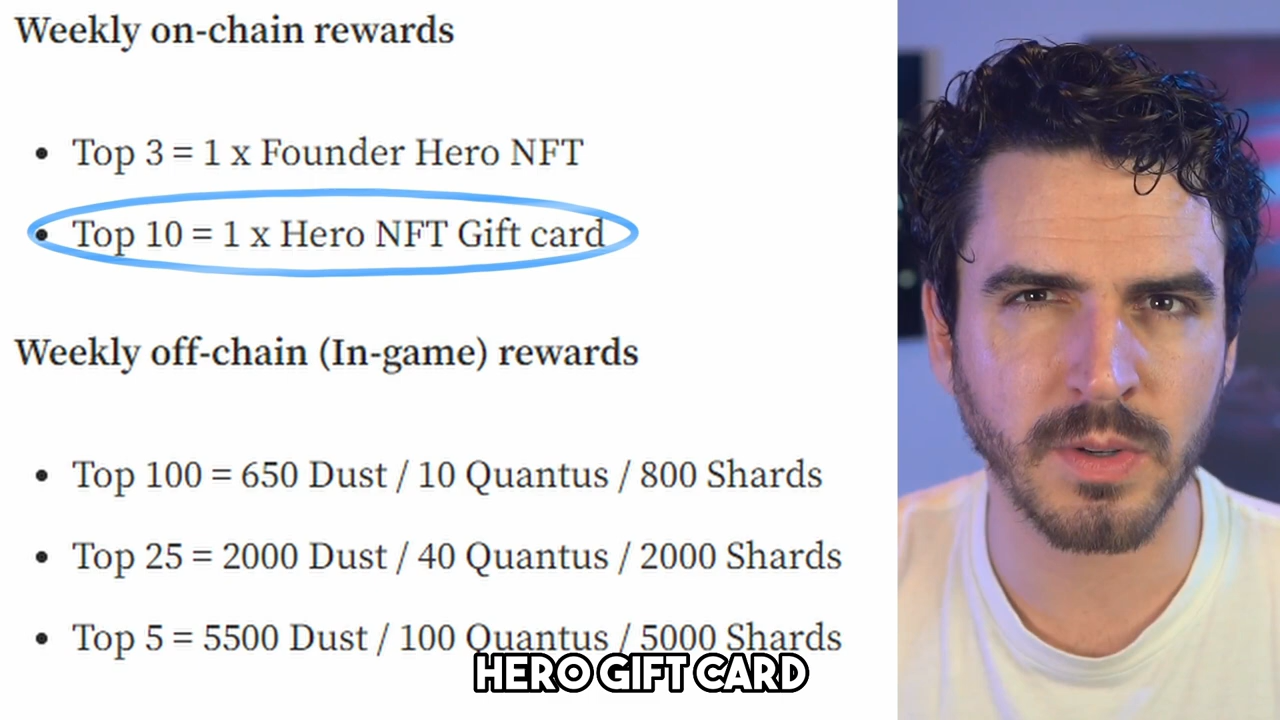 Weekly on-chain rewards
• Top 3 = 1 x Founder Hero NFT
• Top 10 = 1 x Hero NFT Gift card
Weekly off-chain (In-game) rewards
• Top 100 = 650 Dust / 10 Quantus / 800 Shards
• Top 25 = 2000 Dust / 40 Quantus / 2000 Shards
• Top 5 = 5500 Dust / 100 Quantus / 5000 Shards
HERO GIFT CARD